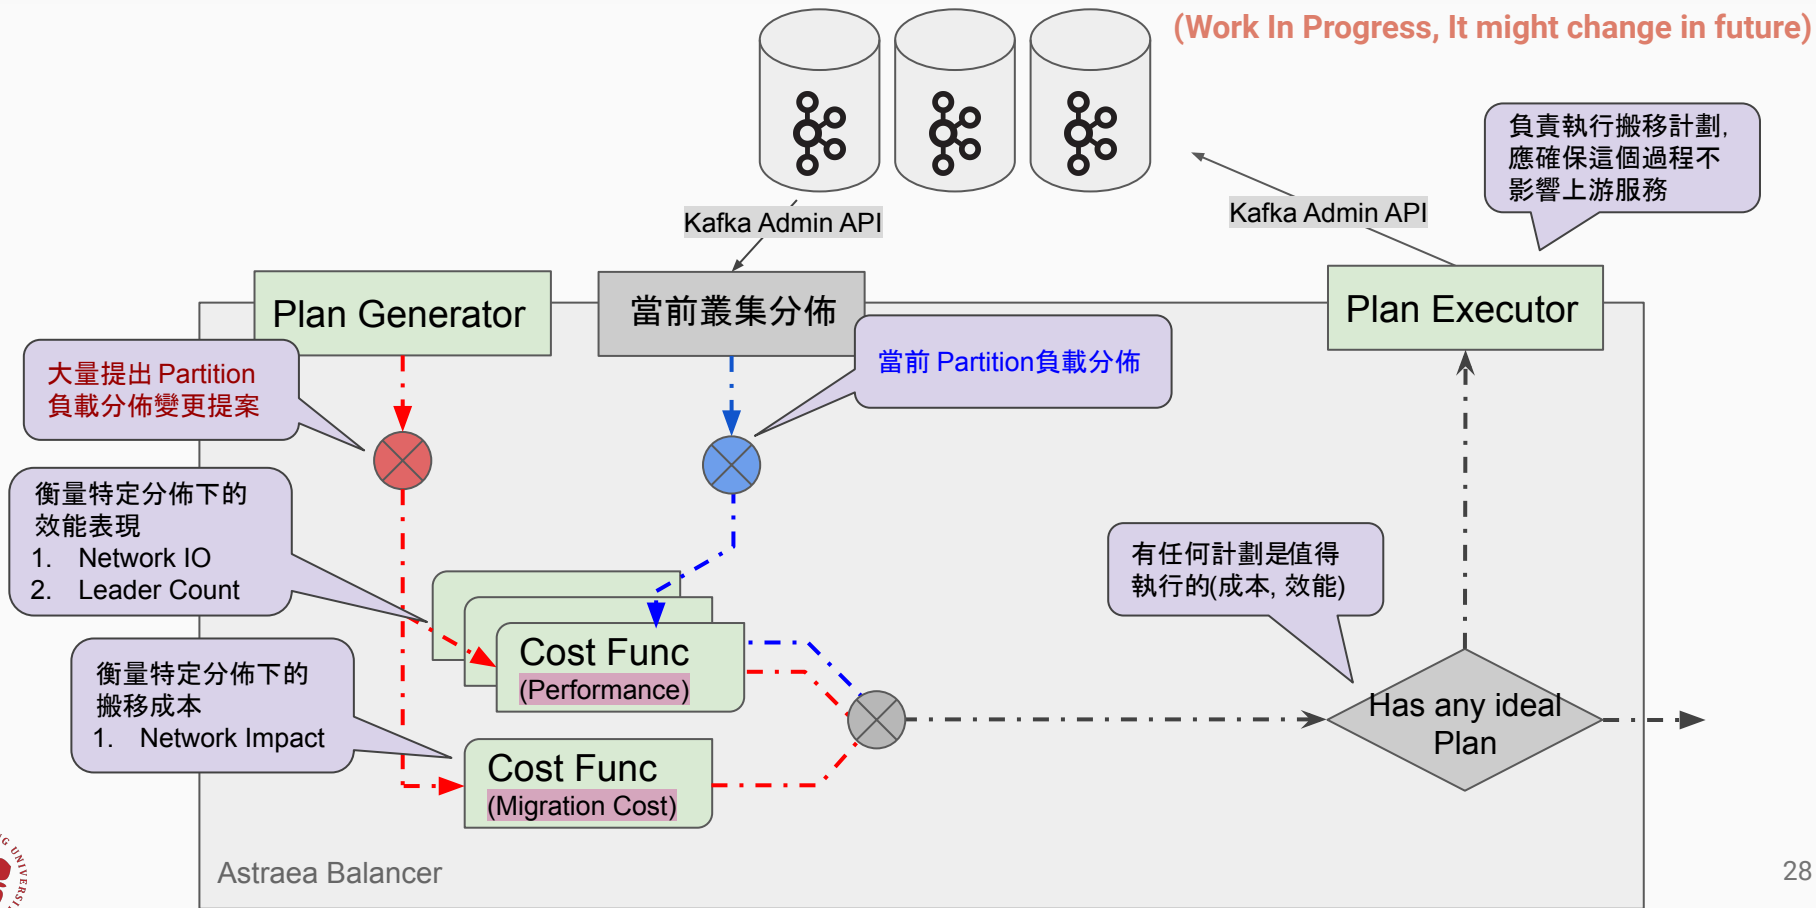 (Work In Progress, It might change in future)
負責執行搬移計劃,
應確保這個過程不
影響上游服務
Kafka Admin API
Kafka Admin API
Plan Generator
當前叢集分佈
Plan Executor
大量提出 Partition
負載分佈變更提案
當前 Partition負載分佈
衡量特定分佈下的
效能表現
1. Network IO
2. Leader Count
有任何計劃是值得
執行的(成本, 效能)
Cost Func
(Performance)
衡量特定分佈下的
搬移成本
1. Network Impact
Has any ideal
Plan
Cost Func
(Migration Cost)
Astraea Balancer
28